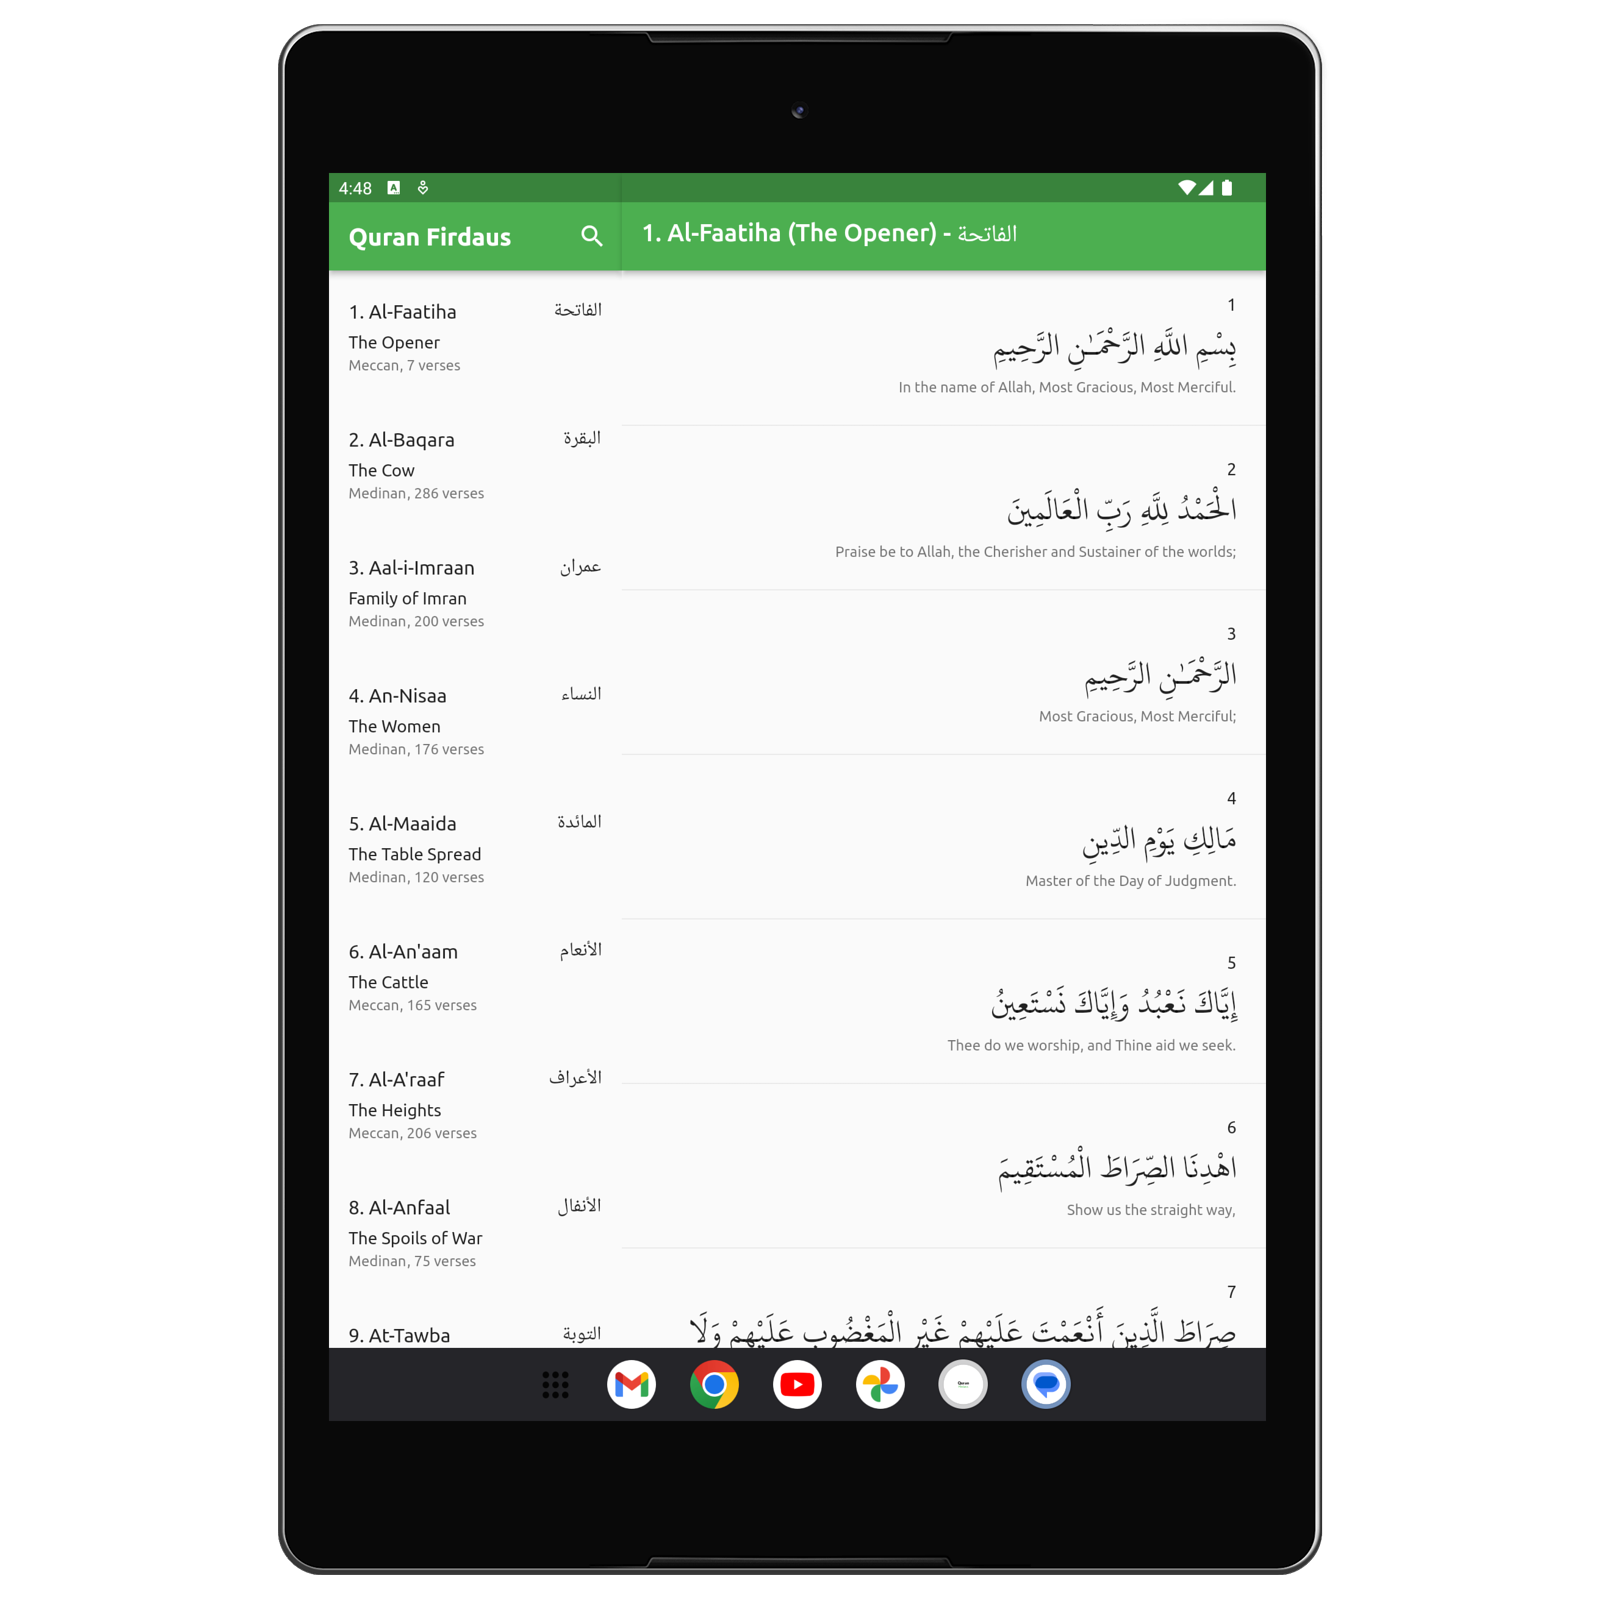 4:48
Quran Firdaus
1. Al-Faatiha (The Opener) - الفاتحة
1. Al-Faatiha الفاتحة
The Opener
Meccan, 7 verses
2. Al-Baqara البقرة
The Cow
Medinan, 286 verses
3. Aal-i-Imraan عمران
Family of Imran
Medinan, 200 verses
4. An-Nisaa النساء
The Women
Medinan, 176 verses
5. Al-Maaida المائدة
The Table Spread
Medinan, 120 verses
6. Al-An'aam الأنعام
The Cattle
Meccan, 165 verses
7. Al-A'raaf الأعراف
The Heights
Meccan, 206 verses
8. Al-Anfaal الأنفال
The Spoils of War
Medinan, 75 verses
9. At-Tawba التوبة
1
بِسْمِ اللَّهِ الرَّحْمَـٰنِ الرَّحِيمِ
In the name of Allah, Most Gracious, Most Merciful.
2
الْحَمْدُ لِلَّهِ رَبِّ الْعَالَمِينَ
Praise be to Allah, the Cherisher and Sustainer of the worlds;
3
الرَّحْمَـٰنِ الرَّحِيمِ
Most Gracious, Most Merciful;
4
مَالِكِ يَوْمِ الدِّينِ
Master of the Day of Judgment.
5
إِيَّاكَ نَعْبُدُ وَإِيَّاكَ نَسْتَعِينُ
Thee do we worship, and Thine aid we seek.
6
اهْدِنَا الصِّرَاطَ الْمُسْتَقِيمَ
Show us the straight way,
7
صِرَاطَ الَّذِينَ أَنْعَمْتَ عَلَيْهِمْ غَيْرِ الْمَغْضُوبِ عَلَيْهِمْ وَلَا